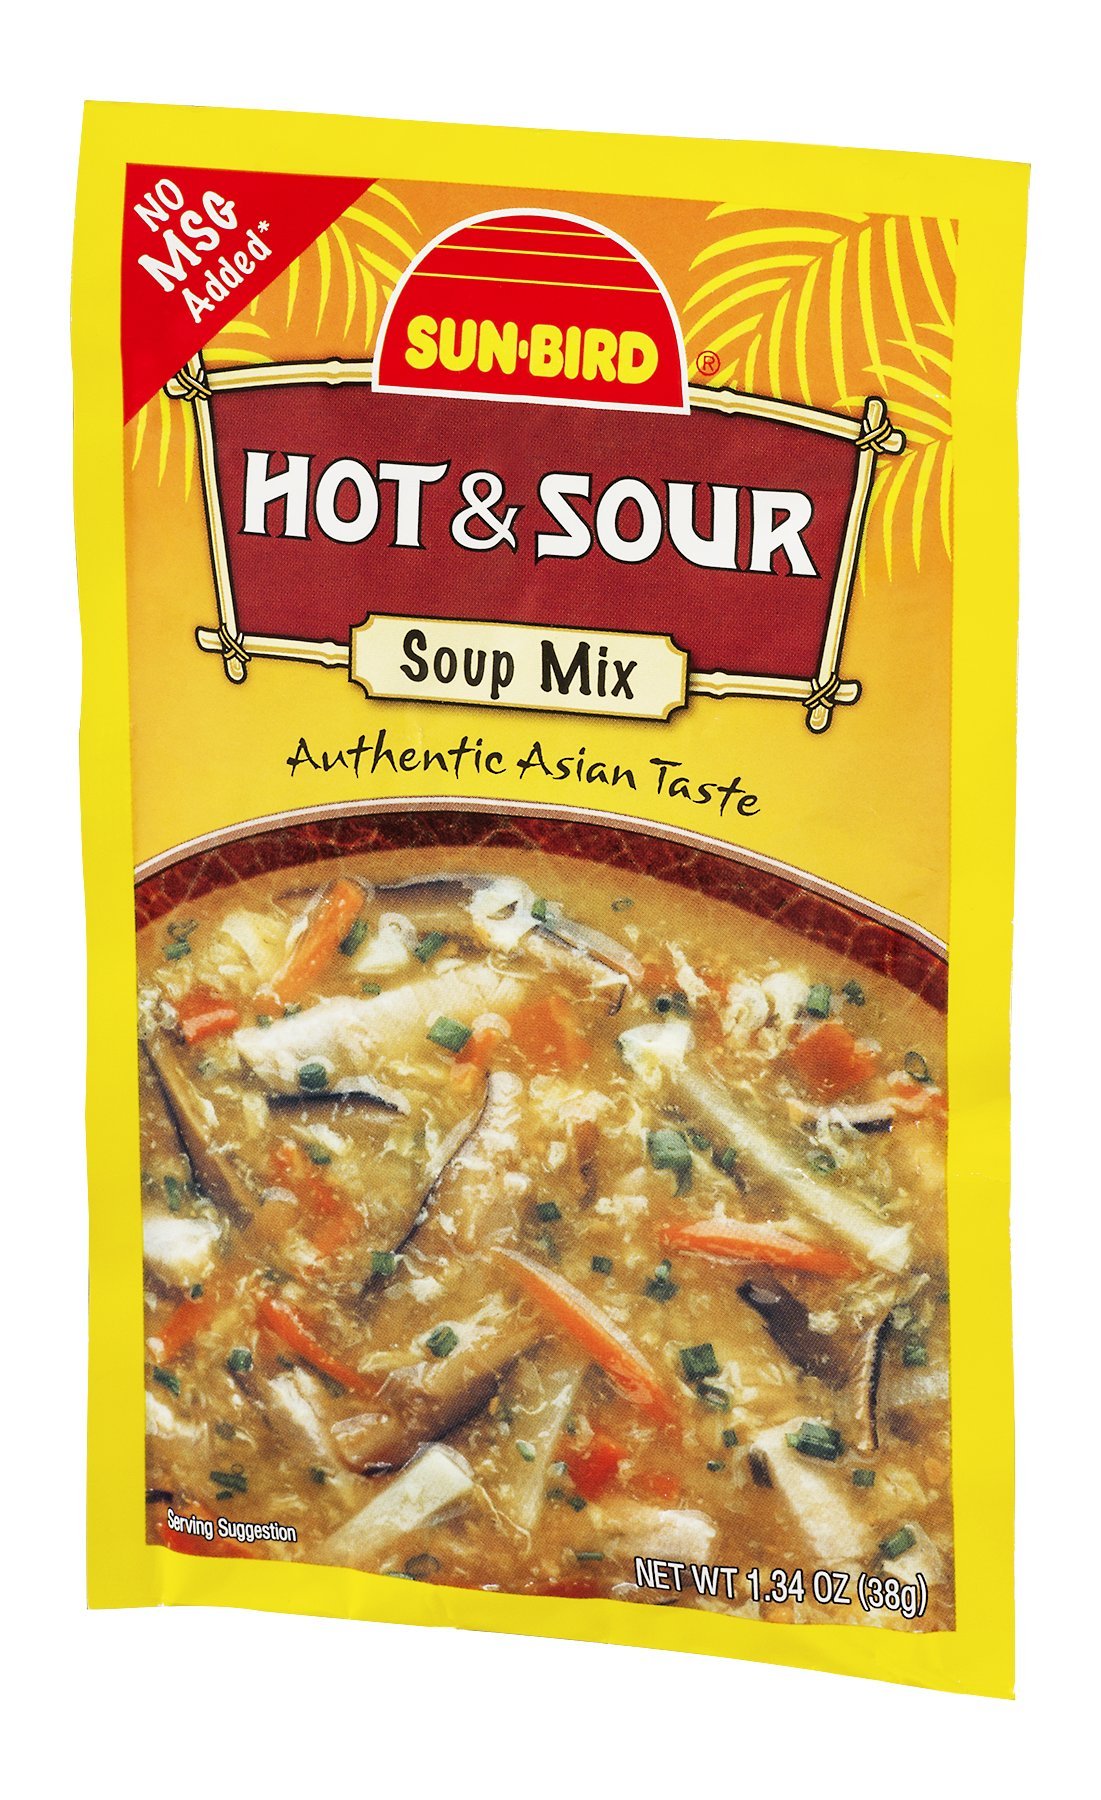 NO
MSG
Added*
SUN·BIRD
®
HOT & SOUR
Soup Mix
Authentic Asian Taste
Serving Suggestion
NET WT 1.34 OZ (38g)